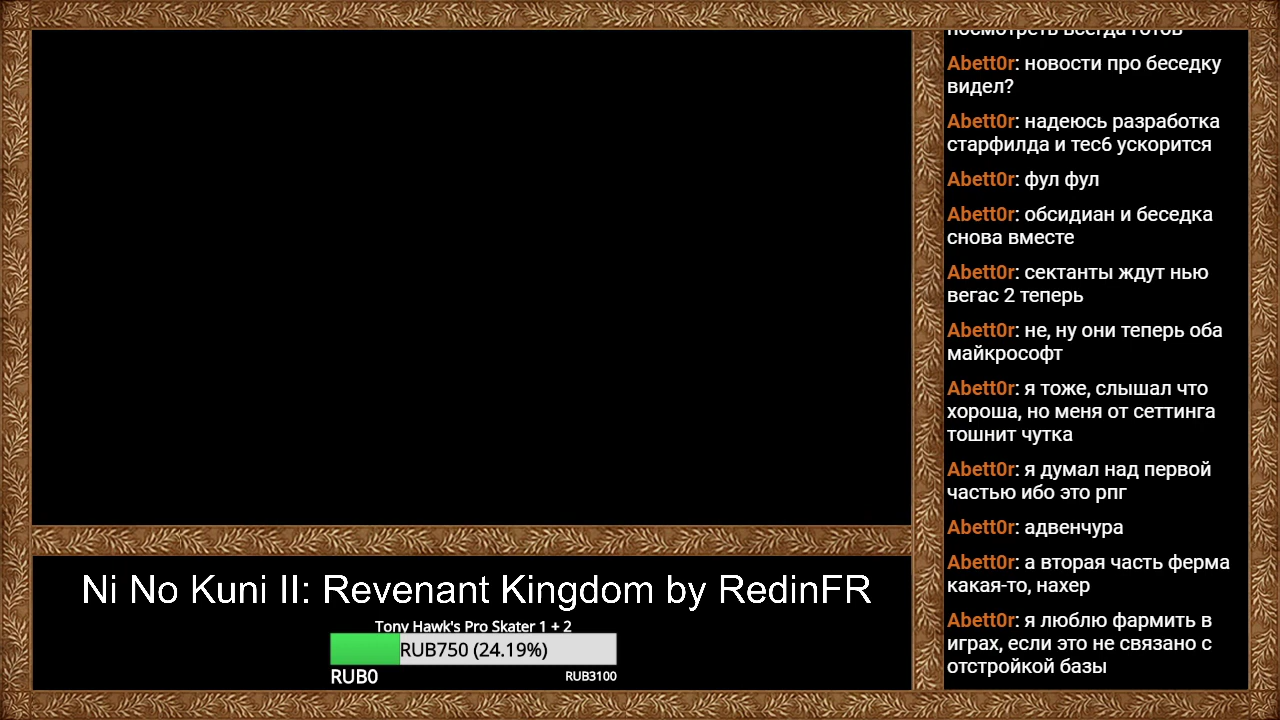 посмотреть всегда готов
Abett0r: новости про беседку
видел?
Abett0r: надеюсь разработка
старфилда и тес6 ускорится
Abett0r: фул фул
Abett0r: обсидиан и беседка
снова вместе
Abett0r: сектанты ждут нью
вегас 2 теперь
Abett0r: не, ну они теперь оба
майкрософт
Abett0r: я тоже, слышал что
хороша, но меня от сеттинга
тошнит чутка
Abett0r: я думал над первой
частью ибо это рпг
Abett0r: адвенчура
Abett0r: а вторая часть ферма
какая-то, нахер
Abett0r: я люблю фармить в
играх, если это не связано с
отстройкой базы
Ni No Kuni II: Revenant Kingdom by RedinFR
Tony Hawk's Pro Skater 1 + 2
RUB750 (24.19%)
RUB0
RUB3100